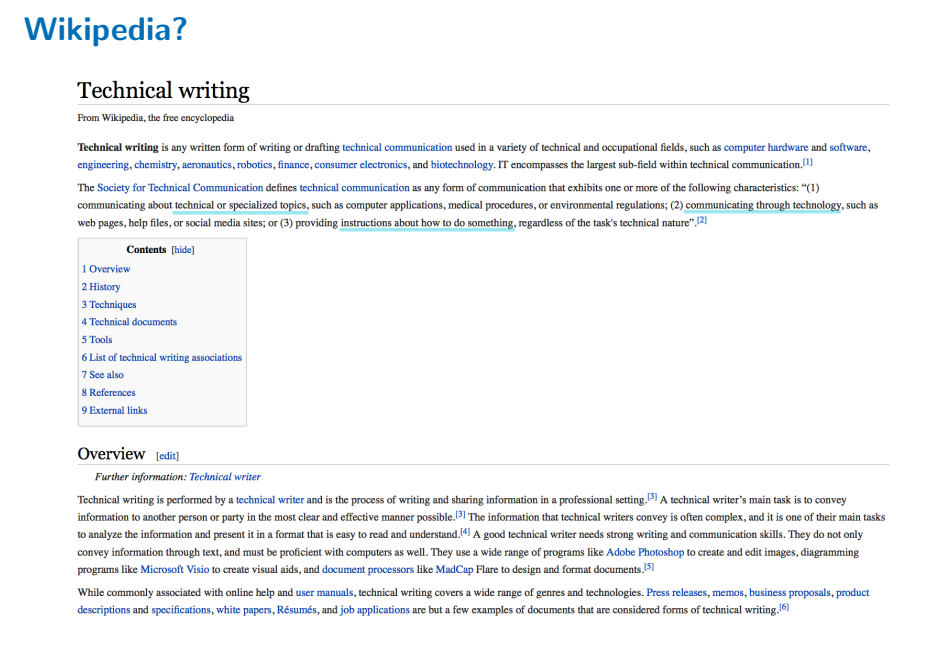 Wikipedia?
Technical writing
From Wikipedia, the free encyclopedia
Technical writing is any written form of writing or drafting technical communication used in a variety of technical and occupational fields, such as computer hardware and software,
engineering, chemistry, aeronautics, robotics, finance, consumer electronics, and biotechnology. IT encompasses the largest sub-field within technical communication.[1]
The Society for Technical Communication defines technical communication as any form of communication that exhibits one or more of the following characteristics: “(1)
communicating about technical or specialized topics, such as computer applications, medical procedures, or environmental regulations; (2) communicating through technology, such as
web pages, help files, or social media sites; or (3) providing instructions about how to do something, regardless of the task's technical nature”.[2]
Contents [hide]
1 Overview
2 History
3 Techniques
4 Technical documents
5 Tools
6 List of technical writing associations
7 See also
8 References
9 External links
Overview [edit]
Further information: Technical writer
Technical writing is performed by a technical writer and is the process of writing and sharing information in a professional setting.[3] A technical writer’s main task is to convey
information to another person or party in the most clear and effective manner possible.[3] The information that technical writers convey is often complex, and it is one of their main tasks
to analyze the information and present it in a format that is easy to read and understand.[4] A good technical writer needs strong writing and communication skills. They do not only
convey information through text, and must be proficient with computers as well. They use a wide range of programs like Adobe Photoshop to create and edit images, diagramming
programs like Microsoft Visio to create visual aids, and document processors like MadCap Flare to design and format documents.[5]
While commonly associated with online help and user manuals, technical writing covers a wide range of genres and technologies. Press releases, memos, business proposals, product
descriptions and specifications, white papers, Résumés, and job applications are but a few examples of documents that are considered forms of technical writing.[6]